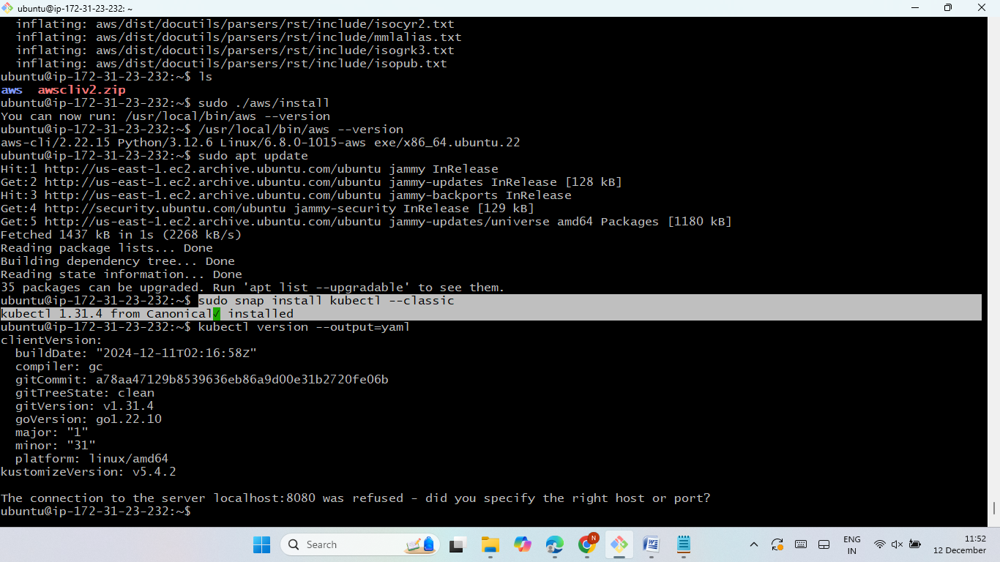 ubuntu@ip-172-31-23-232: ~
  inflating: aws/dist/docutils/parsers/rst/include/isocyr2.txt
  inflating: aws/dist/docutils/parsers/rst/include/mmlalias.txt
  inflating: aws/dist/docutils/parsers/rst/include/isogrk3.txt
  inflating: aws/dist/docutils/parsers/rst/include/isopub.txt
ubuntu@ip-172-31-23-232:~$ ls
aws  awscliv2.zip
ubuntu@ip-172-31-23-232:~$ sudo ./aws/install
You can now run: /usr/local/bin/aws --version
ubuntu@ip-172-31-23-232:~$ /usr/local/bin/aws --version
aws-cli/2.22.15 Python/3.12.6 Linux/6.8.0-1015-aws exe/x86_64.ubuntu.22
ubuntu@ip-172-31-23-232:~$ sudo apt update
Hit:1 http://us-east-1.ec2.archive.ubuntu.com/ubuntu jammy InRelease
Get:2 http://us-east-1.ec2.archive.ubuntu.com/ubuntu jammy-updates InRelease [128 kB]
Hit:3 http://us-east-1.ec2.archive.ubuntu.com/ubuntu jammy-backports InRelease
Get:4 http://security.ubuntu.com/ubuntu jammy-security InRelease [129 kB]
Get:5 http://us-east-1.ec2.archive.ubuntu.com/ubuntu jammy-updates/universe amd64 Packages [1180 kB]
Fetched 1437 kB in 1s (2268 kB/s)
Reading package lists... Done
Building dependency tree... Done
Reading state information... Done
35 packages can be upgraded. Run 'apt list --upgradable' to see them.
ubuntu@ip-172-31-23-232:~$ sudo snap install kubectl --classic
kubectl 1.31.4 from Canonical✓ installed
ubuntu@ip-172-31-23-232:~$ kubectl version --output=yaml
clientVersion:
  buildDate: "2024-12-11T02:16:58Z"
  compiler: gc
  gitCommit: a78aa47129b8539636eb86a9d00e31b2720fe06b
  gitTreeState: clean
  gitVersion: v1.31.4
  goVersion: go1.22.10
  major: "1"
  minor: "31"
  platform: linux/amd64
kustomizeVersion: v5.4.2

The connection to the server localhost:8080 was refused - did you specify the right host or port?
ubuntu@ip-172-31-23-232:~$
Search
N
ENG
IN
11:52
12 December